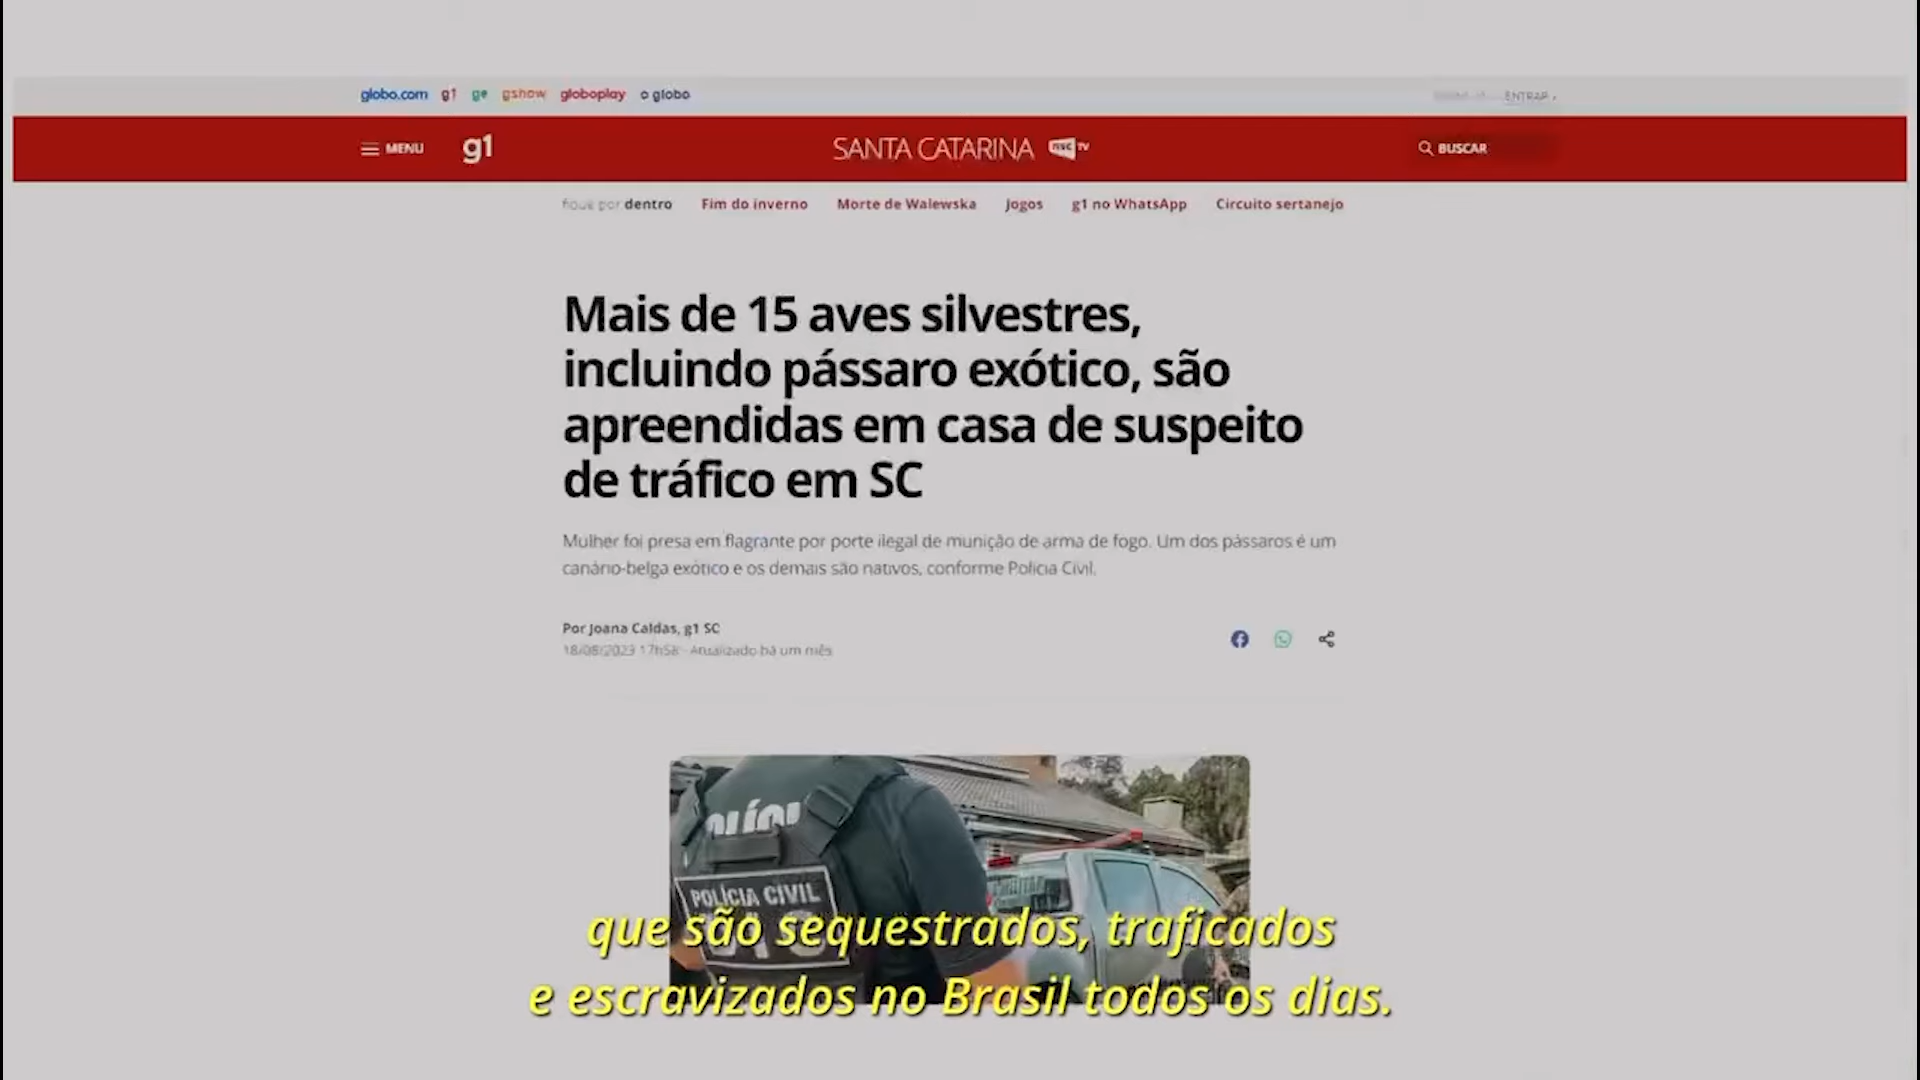 globo.com g1 ge gshow globoplay o globo
ENTRAR
MENU g1 SANTA CATARINA nsc TV BUSCAR
fique por dentro Fim do inverno Morte de Walewska Jogos g1 no WhatsApp Circuito sertanejo
Mais de 15 aves silvestres,
incluindo pássaro exótico, são
apreendidas em casa de suspeito
de tráfico em SC
Mulher foi presa em flagrante por porte ilegal de munição de arma de fogo. Um dos pássaros é um
canário-belga exótico e os demais são nativos, conforme Polícia Civil.
Por Joana Caldas, g1 SC
18/08/2023 17h58 · Atualizado há um mês
POLÍCIA CIVIL
que são sequestrados, traficados
e escravizados no Brasil todos os dias.